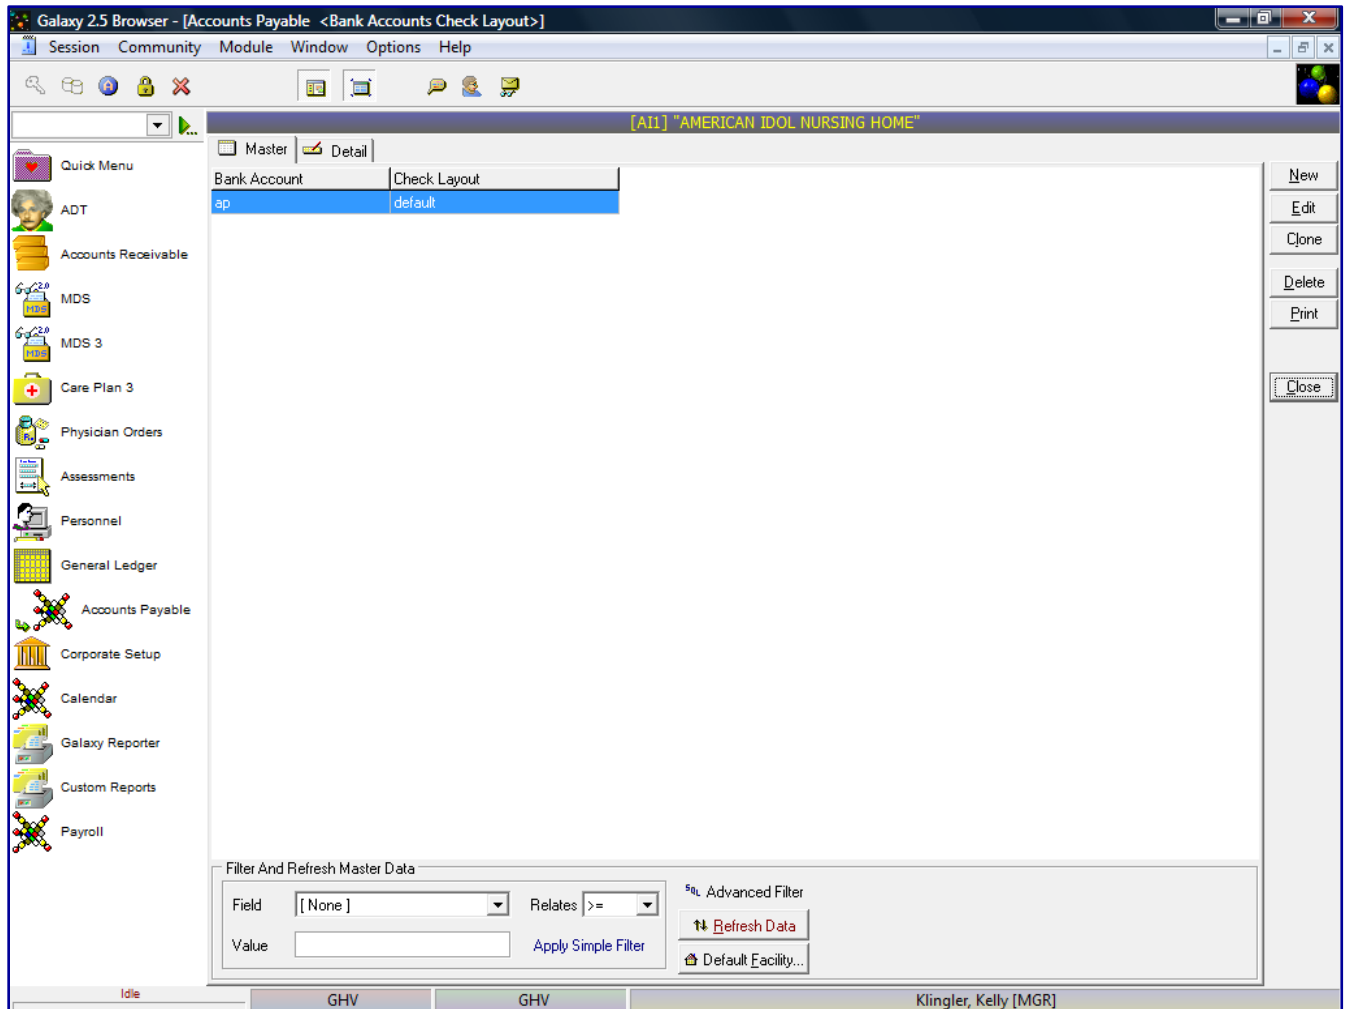 Galaxy 2.5 Browser - [Accounts Payable <Bank Accounts Check Layout>]
Session Community Module Window Options Help
[AI1] "AMERICAN IDOL NURSING HOME"
Master Detail
Bank Account Check Layout
ap default
Quick Menu
ADT
Accounts Receivable
MDS
MDS 3
Care Plan 3
Physician Orders
Assessments
Personnel
General Ledger
Accounts Payable
Corporate Setup
Calendar
Galaxy Reporter
Custom Reports
Payroll
New
Edit
Clone
Delete
Print
Close
Filter And Refresh Master Data
Field [ None ] Relates >=
Value Apply Simple Filter
SQL Advanced Filter
Refresh Data
Default Facility...
Idle GHV GHV Klingler, Kelly [MGR]